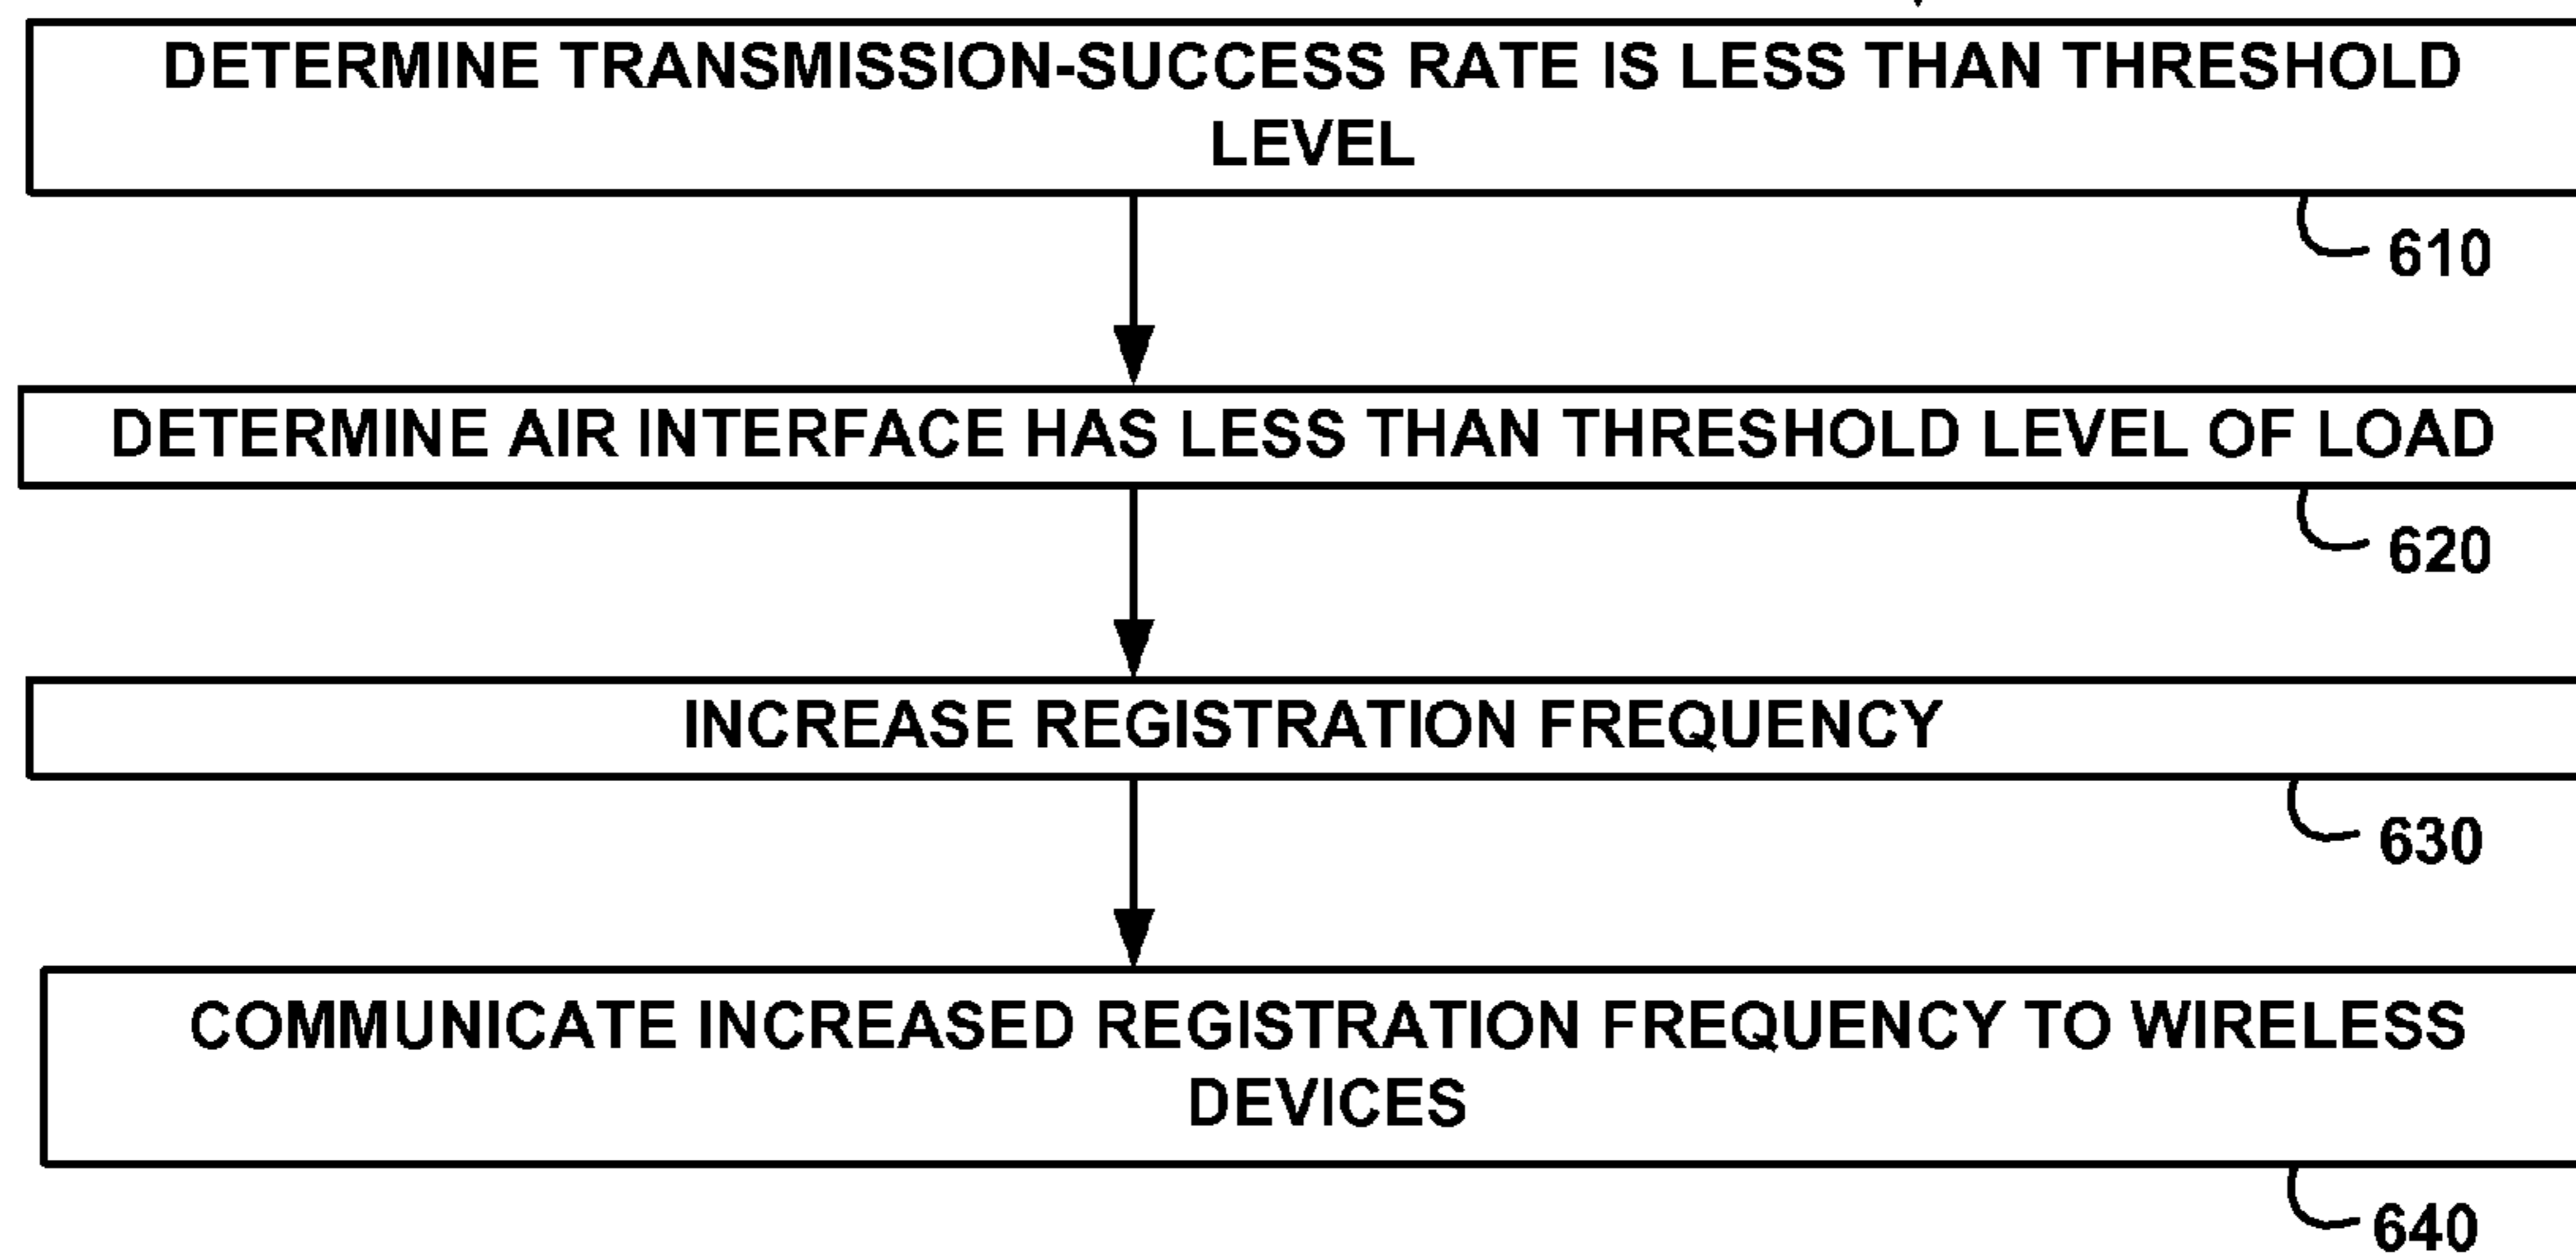 DETERMINE TRANSMISSION-SUCCESS RATE IS LESS THAN THRESHOLD
LEVEL
610
DETERMINE AIR INTERFACE HAS LESS THAN THRESHOLD LEVEL OF LOAD
620
INCREASE REGISTRATION FREQUENCY
630
COMMUNICATE INCREASED REGISTRATION FREQUENCY TO WIRELESS
DEVICES
640